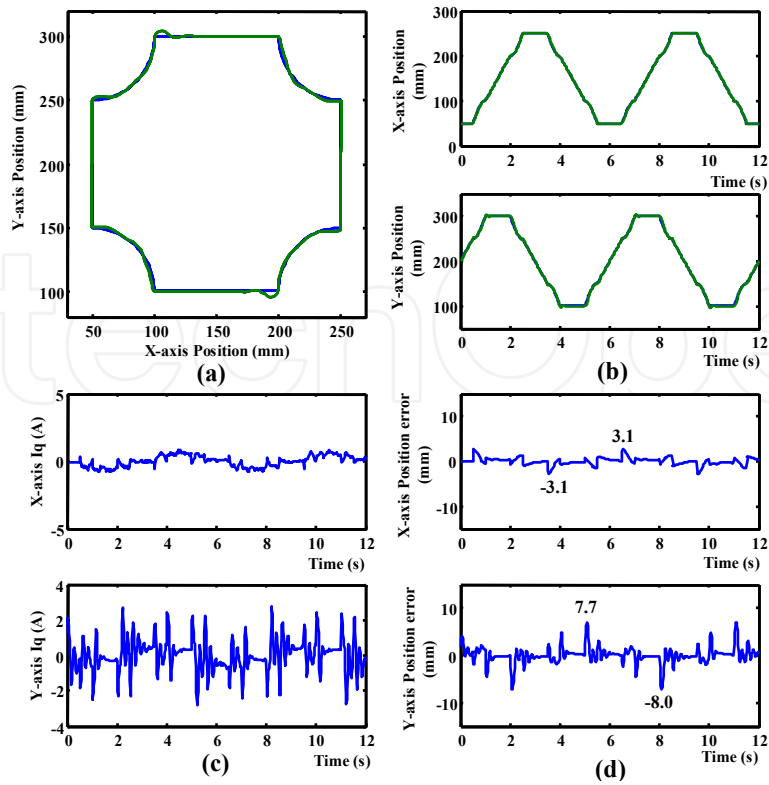 300
250
200
150
100
Y-axis Position (mm)
50 100 150 200 250
X-axis Position (mm)
(a)
300
200
100
0
X-axis Position
(mm)
0 2 4 6 8 10 12
Time (s)
300
200
100
Y-axis Position
(mm)
0 2 4 6 8 10 12
Time (s)
(b)
5
0
-5
X-axis Iq (A)
0 2 4 6 8 10 12
Time (s)
4
2
0
-2
-4
Y-axis Iq (A)
0 2 4 6 8 10 12
Time (s)
(c)
10
0
-10
X-axis Position error
(mm)
3.1
-3.1
0 2 4 6 8 10 12
Time (s)
10
0
-10
Y-axis Position error
(mm)
7.7
-8.0
0 2 4 6 8 10 12
Time (s)
(d)